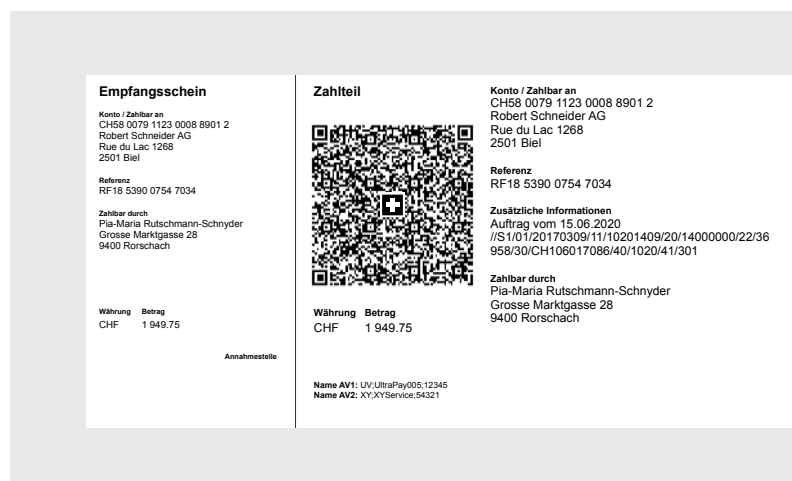 Empfangsschein
Konto / Zahlbar an
CH58 0079 1123 0008 8901 2
Robert Schneider AG
Rue du Lac 1268
2501 Biel
Referenz
RF18 5390 0754 7034
Zahlbar durch
Pia-Maria Rutschmann-Schnyder
Grosse Marktgasse 28
9400 Rorschach
Währung Betrag
CHF 1 949.75
Annahmestelle
Zahlteil
Währung Betrag
CHF 1 949.75
Name AV1: UV;UltraPay005;12345
Name AV2: XY;XYService;54321
Konto / Zahlbar an
CH58 0079 1123 0008 8901 2
Robert Schneider AG
Rue du Lac 1268
2501 Biel
Referenz
RF18 5390 0754 7034
Zusätzliche Informationen
Auftrag vom 15.06.2020
//S1/01/20170309/11/10201409/20/14000000/22/36
958/30/CH106017086/40/1020/41/301
Zahlbar durch
Pia-Maria Rutschmann-Schnyder
Grosse Marktgasse 28
9400 Rorschach